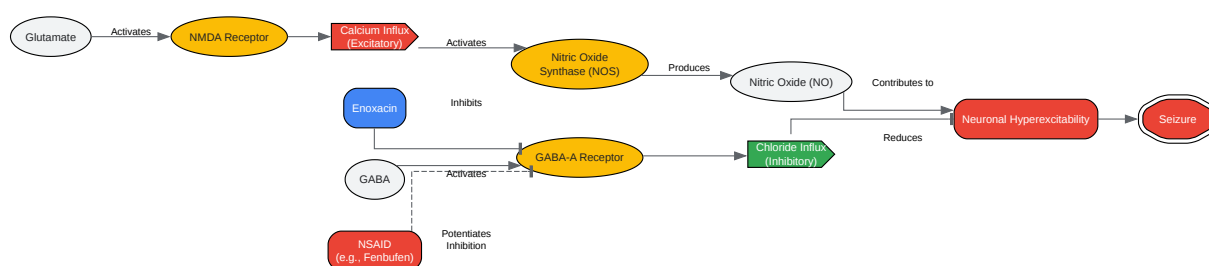 Glutamate
Activates
NMDA Receptor
Calcium Influx
(Excitatory)
Activates
Nitric Oxide
Synthase (NOS)
Produces
Nitric Oxide (NO)
Contributes to
Neuronal Hyperexcitability
Seizure
Enoxacin
Inhibits
GABA
Activates
GABA-A Receptor
Chloride Influx
(Inhibitory)
Reduces
NSAID
(e.g., Fenbufen)
Potentiates
Inhibition